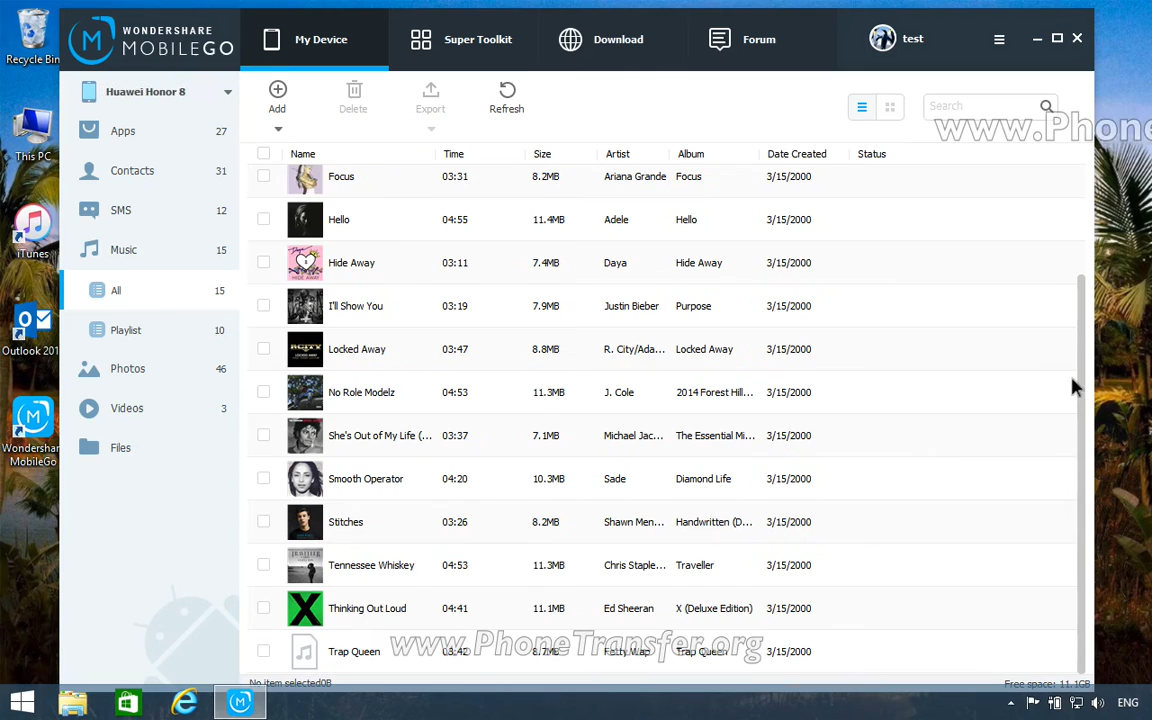 Recycle Bin
This PC
iTunes
Outlook 201
Wondershare
MobileGo
WONDERSHARE
MOBILEGO
My Device
Super Toolkit
Download
Forum
test
Huawei Honor 8
Apps 27
Contacts 31
SMS 12
Music 15
All 15
Playlist 10
Photos 46
Videos 3
Files
Add
Delete
Export
Refresh
Search
www.Phone
Name Time Size Artist Album Date Created Status
Focus 03:31 8.2MB Ariana Grande Focus 3/15/2000
Hello 04:55 11.4MB Adele Hello 3/15/2000
Hide Away 03:11 7.4MB Daya Hide Away 3/15/2000
I'll Show You 03:19 7.9MB Justin Bieber Purpose 3/15/2000
Locked Away 03:47 8.8MB R. City/Ada... Locked Away 3/15/2000
No Role Modelz 04:53 11.3MB J. Cole 2014 Forest Hill... 3/15/2000
She's Out of My Life (... 03:37 7.1MB Michael Jac... The Essential Mi... 3/15/2000
Smooth Operator 04:20 10.3MB Sade Diamond Life 3/15/2000
Stitches 03:26 8.2MB Shawn Men... Handwritten (D... 3/15/2000
Tennessee Whiskey 04:53 11.3MB Chris Staple... Traveller 3/15/2000
Thinking Out Loud 04:41 11.1MB Ed Sheeran X (Deluxe Edition) 3/15/2000
Trap Queen 03:42 8.7MB Fetty Wap Trap Queen 3/15/2000
www.PhoneTransfer.org
No item selected0B
Free space: 11.1GB
ENG